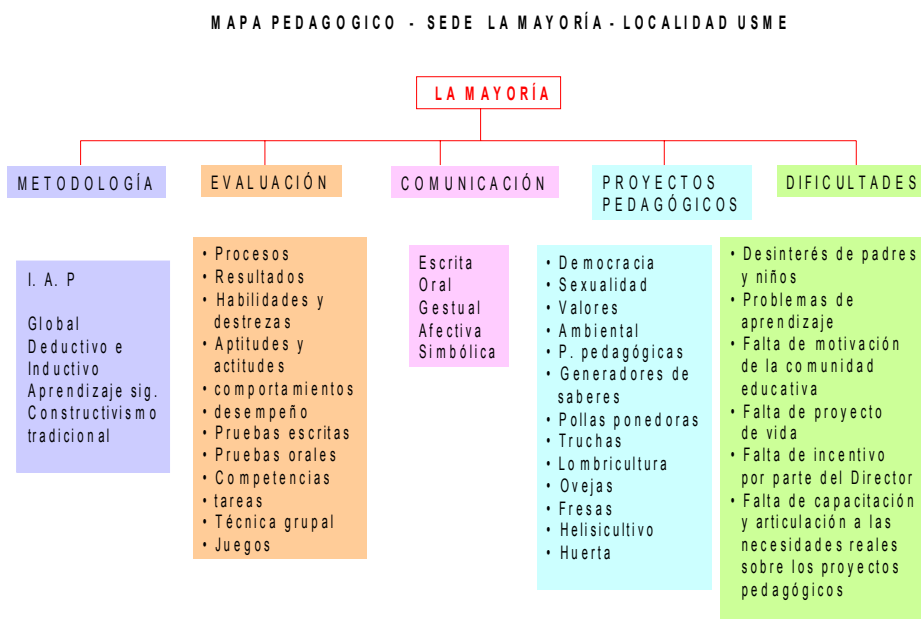 MAPA PEDAGOGICO - SEDE LA MAYORÍA - LOCALIDAD USME
LA MAYORÍA
METODOLOGÍA
I. A. P
Global
Deductivo e
Inductivo
Aprendizaje sig.
Constructivismo
tradicional
EVALUACIÓN
• Procesos
• Resultados
• Habilidades y
destrezas
• Aptitudes y
actitudes
• comportamientos
• desempeño
• Pruebas escritas
• Pruebas orales
• Competencias
• tareas
• Técnica grupal
• Juegos
COMUNICACIÓN
Escrita
Oral
Gestual
Afectiva
Simbólica
PROYECTOS
PEDAGÓGICOS
• Democracia
• Sexualidad
• Valores
• Ambiental
• P. pedagógicas
• Generadores de
saberes
• Pollas ponedoras
• Truchas
• Lombricultura
• Ovejas
• Fresas
• Helisicultivo
• Huerta
DIFICULTADES
• Desinterés de padres
y niños
• Problemas de
aprendizaje
• Falta de motivación
de la comunidad
educativa
• Falta de proyecto
de vida
• Falta de incentivo
por parte del Director
• Falta de capacitación
y articulación a las
necesidades reales
sobre los proyectos
pedagógicos